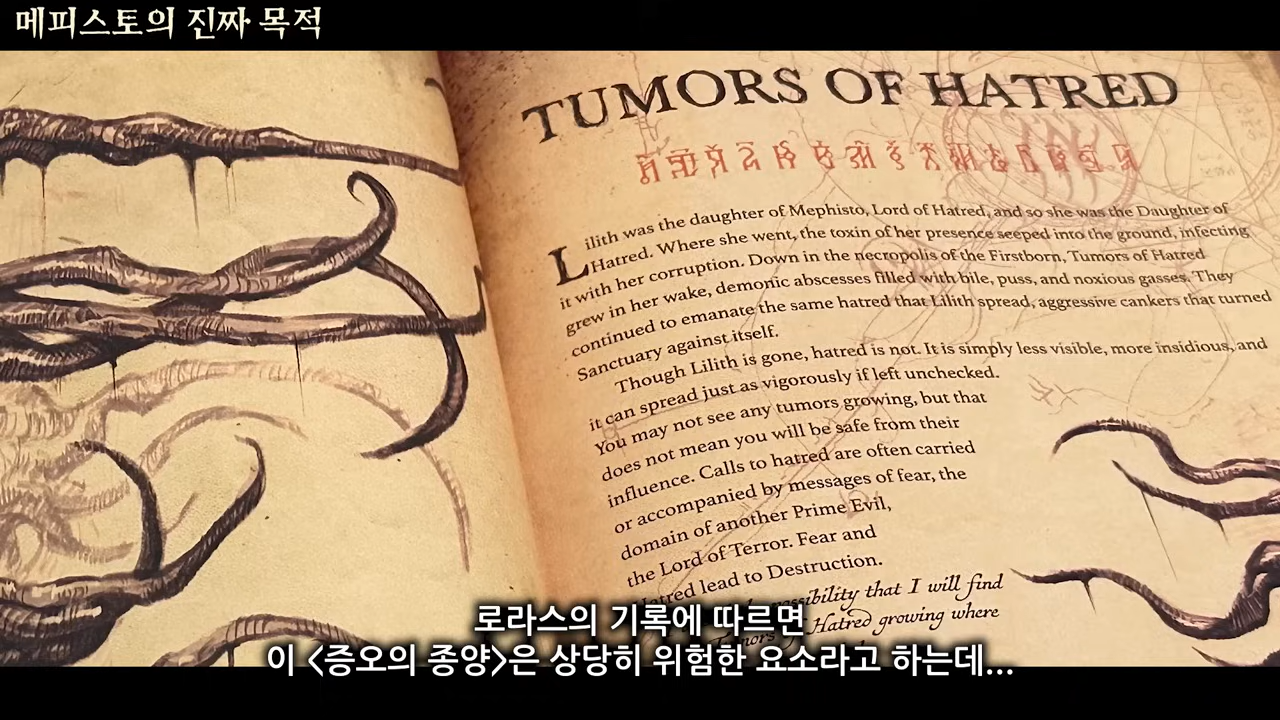 메피스토의 진짜 목적
TUMORS OF HATRED
Lilith was the daughter of Mephisto, Lord of Hatred, and so she was the Daughter of
Hatred. Where she went, the toxin of her presence seeped into the ground, infecting
it with her corruption. Down in the necropolis of the Firstborn, Tumors of Hatred
grew in her wake, demonic abscesses filled with bile, puss, and noxious gasses. They
continued to emanate the same hatred that Lilith spread, aggressive cankers that turned
Sanctuary against itself.
Though Lilith is gone, hatred is not. It is simply less visible, more insidious, and
it can spread just as vigorously if left unchecked.
You may not see any tumors growing, but that
does not mean you will be safe from their
influence. Calls to hatred are often carried
or accompanied by messages of fear, the
domain of another Prime Evil,
the Lord of Terror. Fear and
Hatred lead to Destruction.
possibility that I will find
Tumors Hatred growing where
로라스의 기록에 따르면
이 <증오의 종양>은 상당히 위험한 요소라고 하는데...